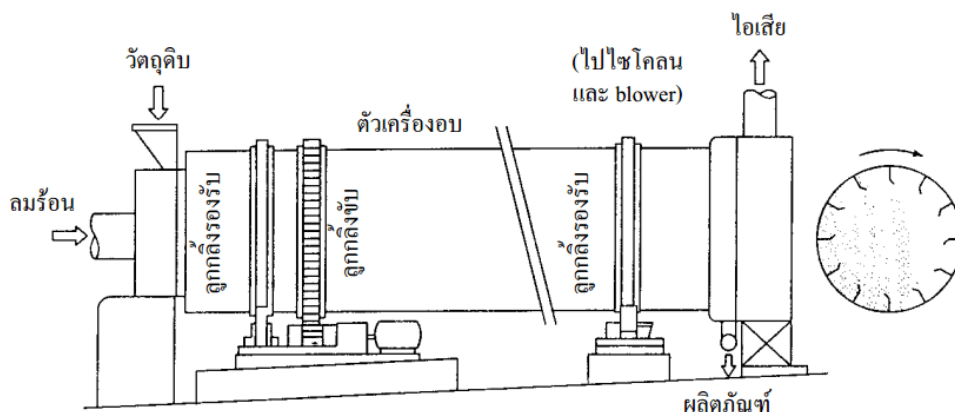 ไอเสีย
วัตถุดิบ
(ไปไซโคลน
และ blower)
ตัวเครื่องอบ
ลมร้อน
ลูกกลิ้งรองรับ
ลูกกลิ้งขับ
ลูกกลิ้งรองรับ
ผลิตภัณฑ์